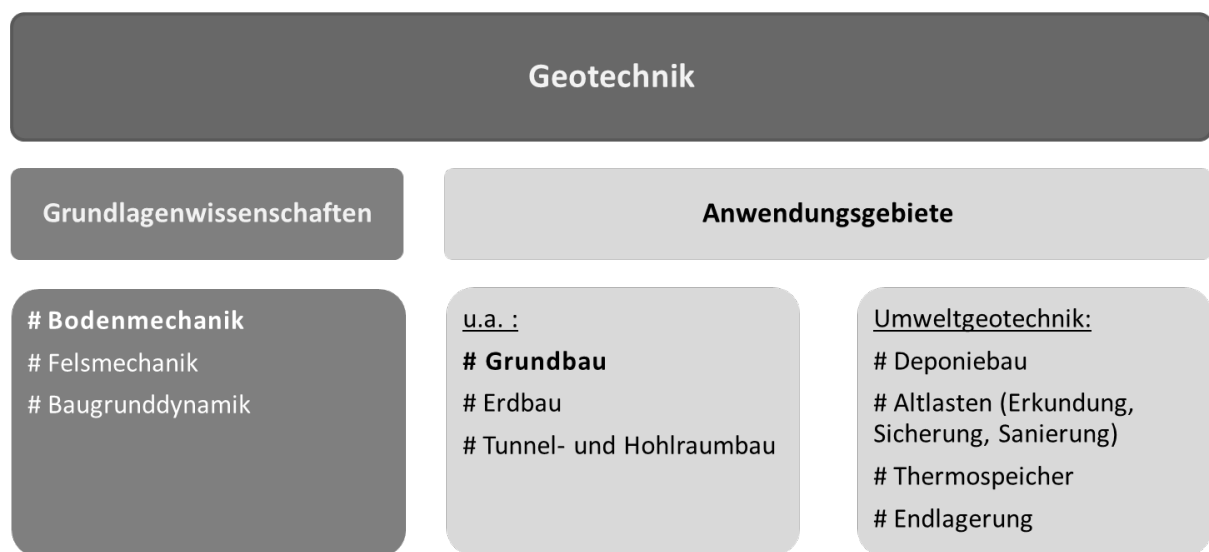 Geotechnik
Grundlagenwissenschaften
Anwendungsgebiete
# Bodenmechanik
# Felsmechanik
# Baugrunddynamik
u.a. :
# Grundbau
# Erdbau
# Tunnel- und Hohlraumbau
Umweltgeotechnik:
# Deponiebau
# Altlasten (Erkundung,
Sicherung, Sanierung)
# Thermospeicher
# Endlagerung